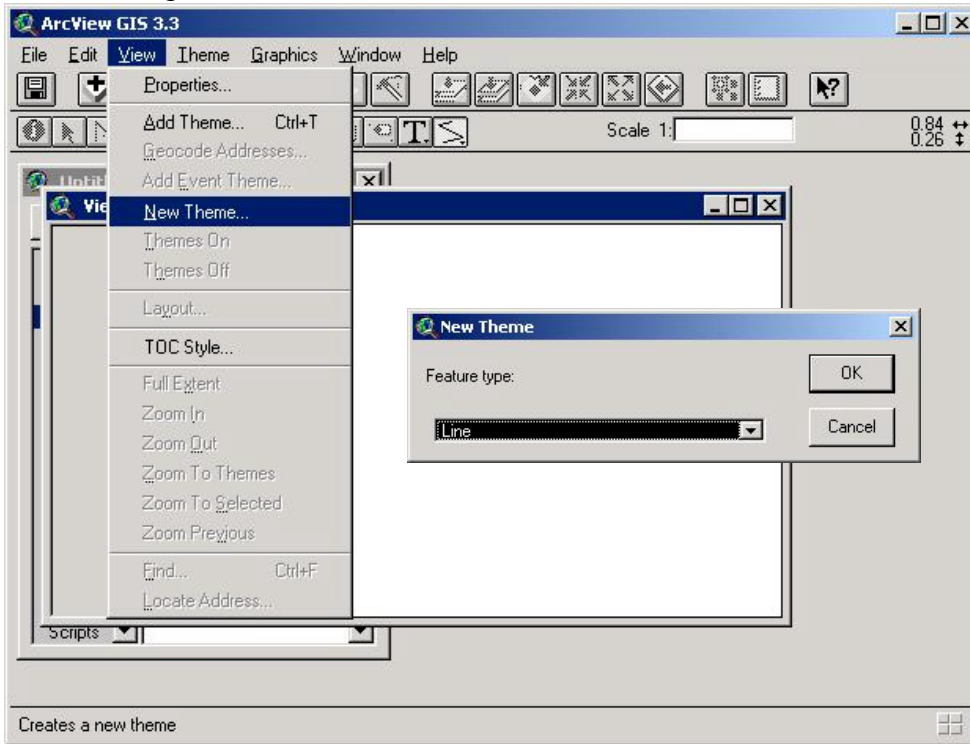 ArcView GIS 3.3
File Edit View Theme Graphics Window Help
Scale 1:
0.84
0.26
Properties...
Add Theme... Ctrl+T
Geocode Addresses...
Add Event Theme...
New Theme...
Themes On
Themes Off
Layout...
TOC Style...
Full Extent
Zoom In
Zoom Out
Zoom To Themes
Zoom To Selected
Zoom Previous
Find... Ctrl+F
Locate Address...
New Theme
Feature type:
OK
Line
Cancel
Scripts
Creates a new theme